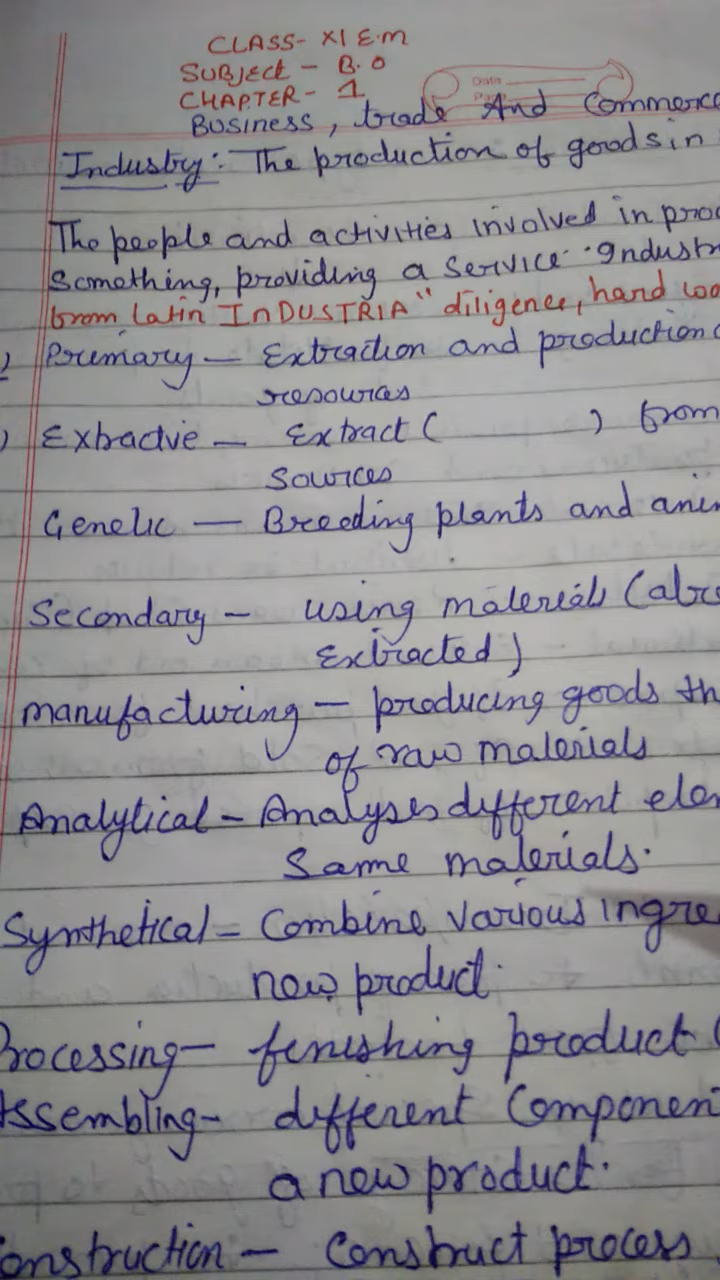 CLASS- XI E.M
SUBJECt - B.O
CHAPTER- 1
Date
BUSINESS, trade And Commerc
Industry: The production of goods in
The people and activities involved in pro
Something, providing a service. Industr
from latin INDUSTRIA" diligence, hard
Primary - Extraction and production
resources
Extractive - Extract ( ) from
Sources
Genetic - Breeding plants and ani
Secondary - using materials (alre
Extracted)
manufacturing - producing goods th
of raw materials
Analytical - Analyses different ele
Same materials.
Synthetical = Combine various ingre
new product.
rocessing- finishing product (
ssembling- different Componen
a new product.
onstruction - Construct process